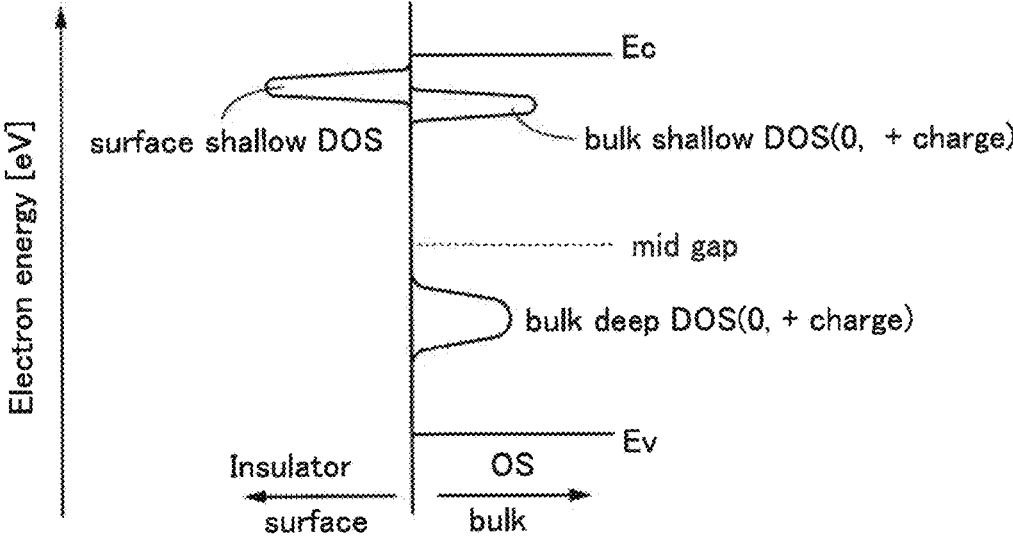 Ec
surface shallow DOS
bulk shallow DOS(0, + charge)
Electron energy [eV]
mid gap
bulk deep DOS(0, + charge)
Ev
Insulator
OS
surface
bulk